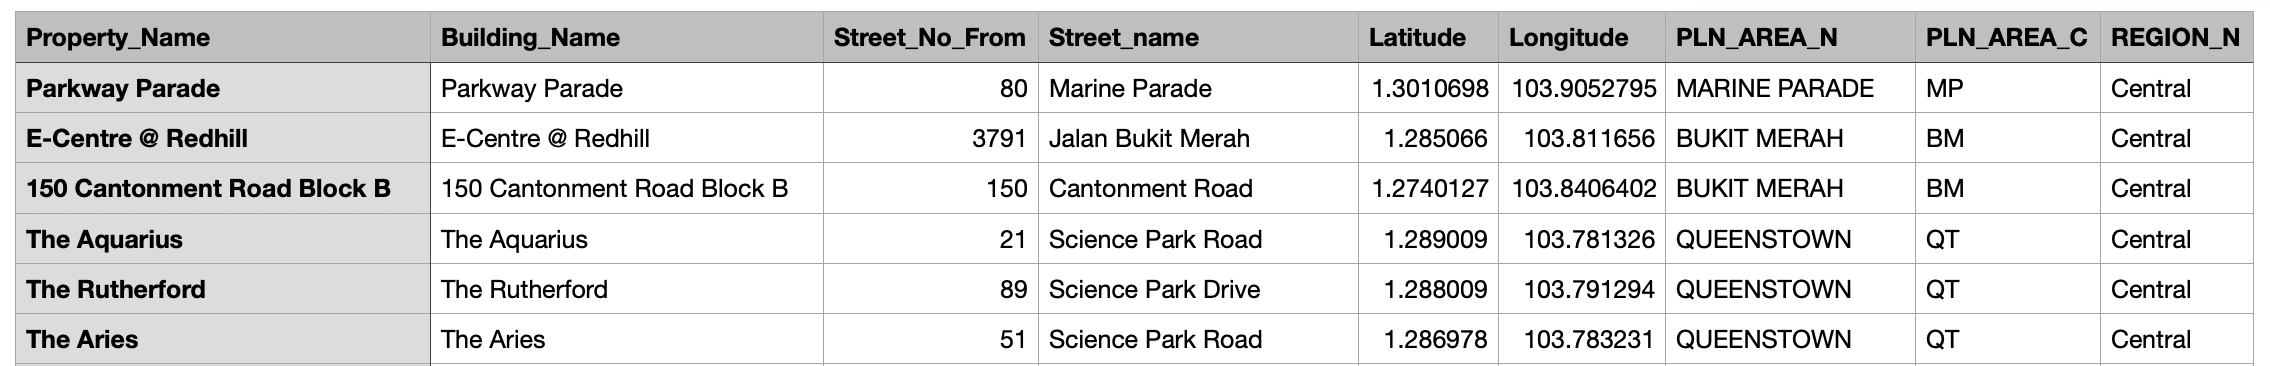 Property_Name Building_Name Street_No_From Street_name Latitude Longitude PLN_AREA_N PLN_AREA_C REGION_N
Parkway Parade Parkway Parade 80 Marine Parade 1.3010698 103.9052795 MARINE PARADE MP Central
E-Centre @ Redhill E-Centre @ Redhill 3791 Jalan Bukit Merah 1.285066 103.811656 BUKIT MERAH BM Central
150 Cantonment Road Block B 150 Cantonment Road Block B 150 Cantonment Road 1.2740127 103.8406402 BUKIT MERAH BM Central
The Aquarius The Aquarius 21 Science Park Road 1.289009 103.781326 QUEENSTOWN QT Central
The Rutherford The Rutherford 89 Science Park Drive 1.288009 103.791294 QUEENSTOWN QT Central
The Aries The Aries 51 Science Park Road 1.286978 103.783231 QUEENSTOWN QT Central